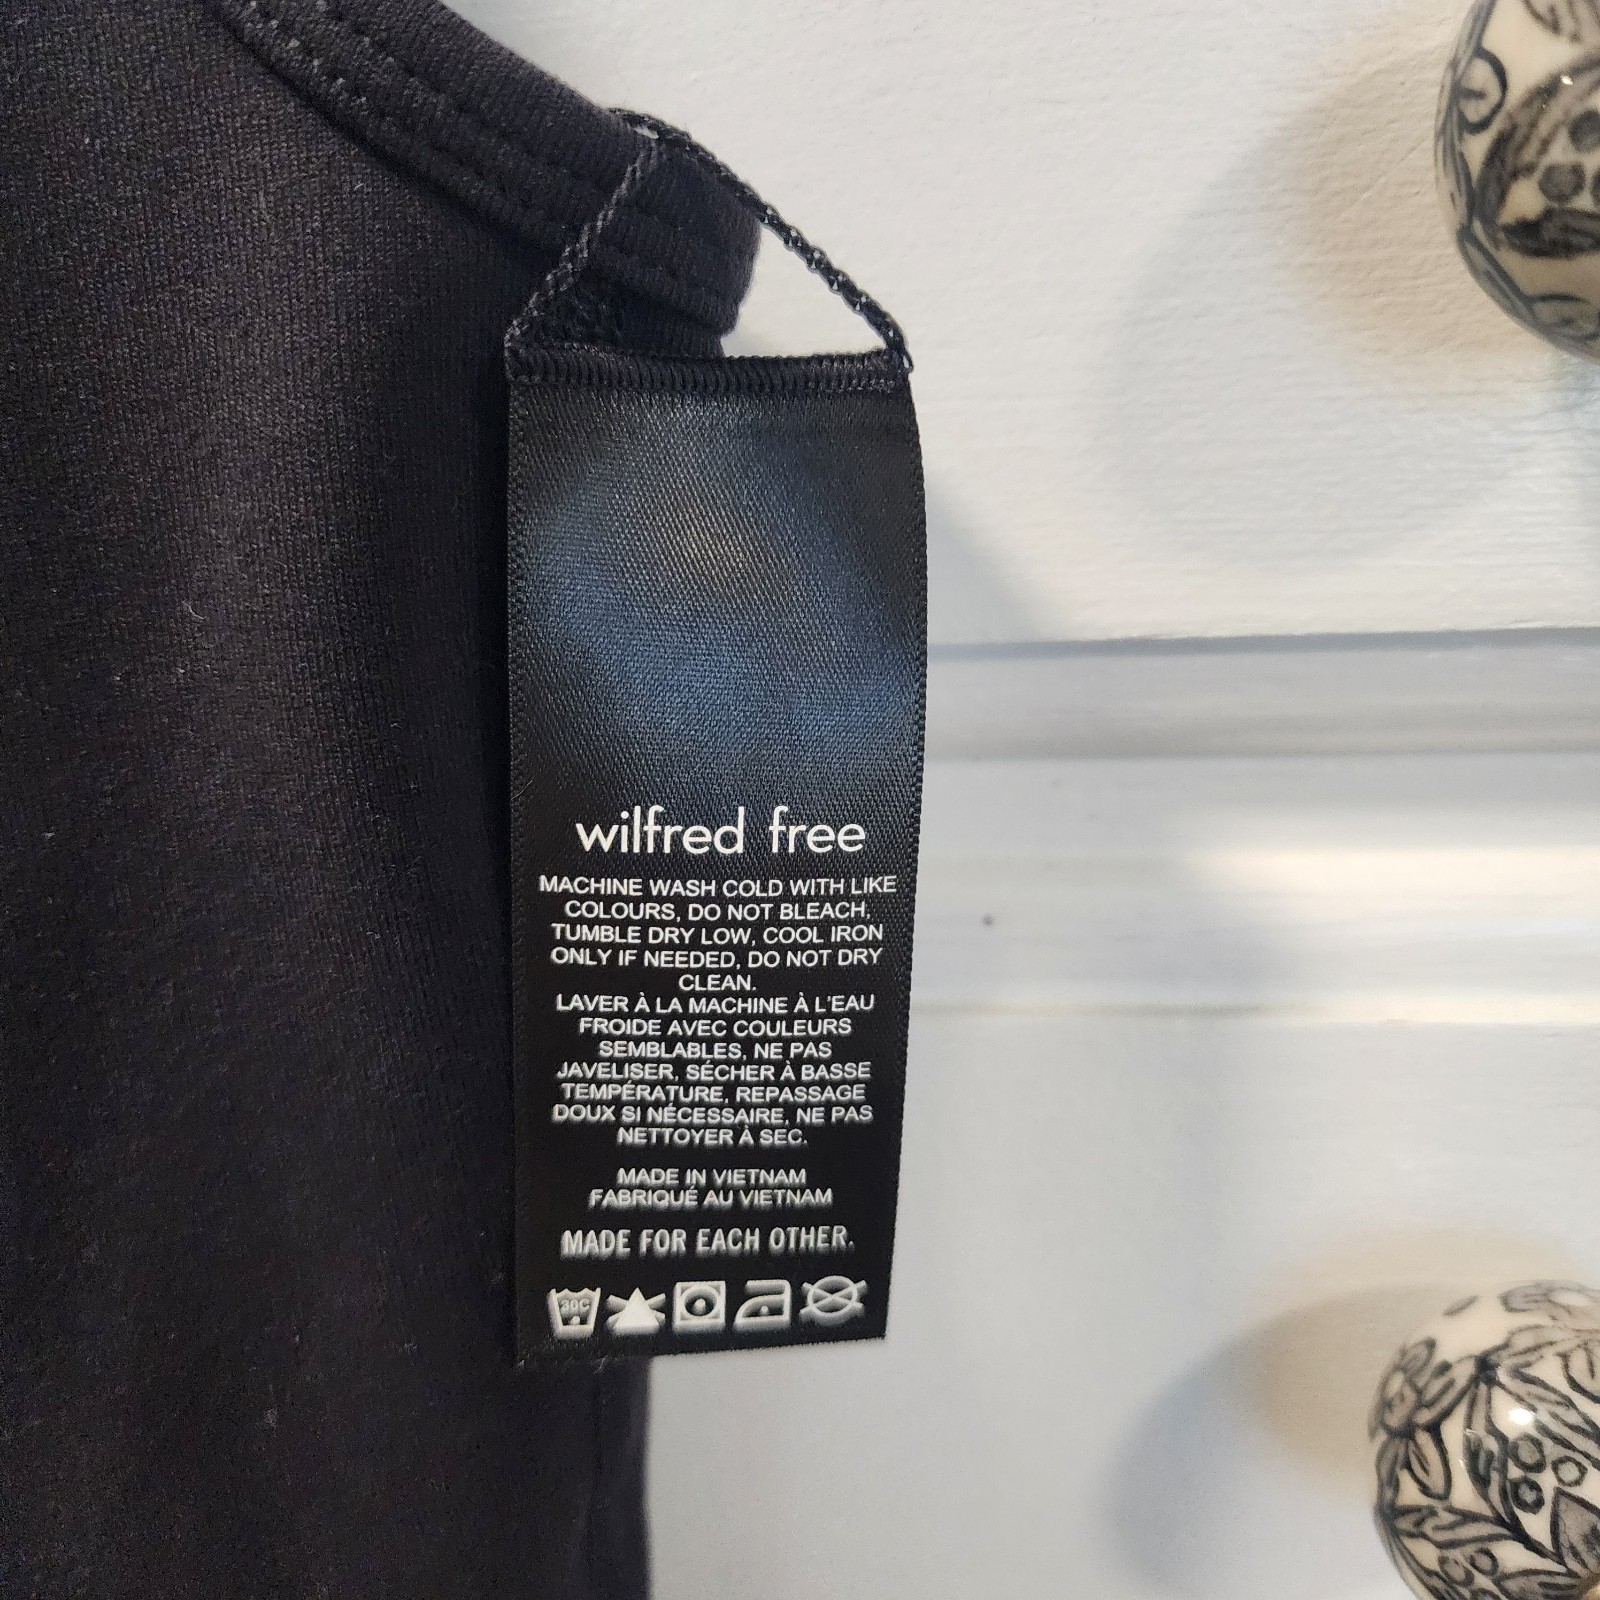 wilfred free
MACHINE WASH COLD WITH LIKE
COLOURS, DO NOT BLEACH,
TUMBLE DRY LOW, COOL IRON
ONLY IF NEEDED, DO NOT DRY
CLEAN.
LAVER À LA MACHINE À L'EAU
FROIDE AVEC COULEURS
SEMBLABLES, NE PAS
JAVELISER, SÉCHER À BASSE
TEMPÉRATURE, REPASSAGE
DOUX SI NÉCESSAIRE, NE PAS
NETTOYER À SEC.
MADE IN VIETNAM
FABRIQUÉ AU VIETNAM
MADE FOR EACH OTHER.
30C